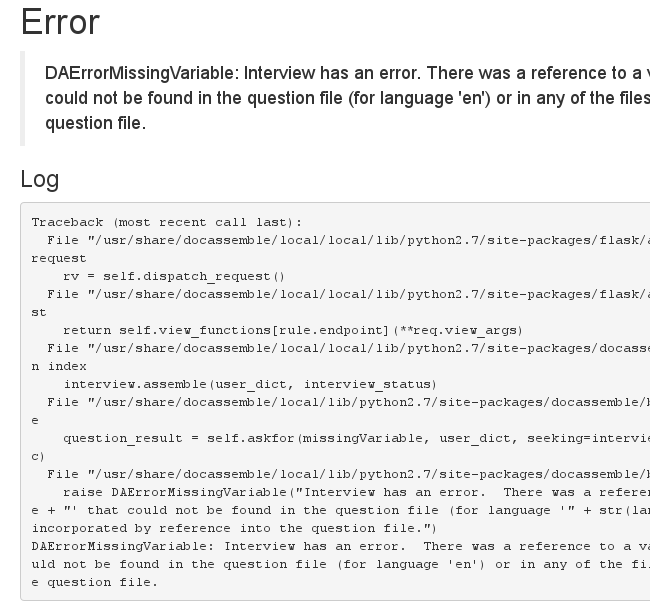 Error
DAErrorMissingVariable: Interview has an error. There was a reference to a
could not be found in the question file (for language 'en') or in any of the files
question file.
Log
Traceback (most recent call last):
File "/usr/share/docassemble/local/local/lib/python2.7/site-packages/flask/a
request
rv = self.dispatch_request()
File "/usr/share/docassemble/local/local/lib/python2.7/site-packages/flask/a
st
return self.view_functions[rule.endpoint](**req.view_args)
File "/usr/share/docassemble/local/local/lib/python2.7/site-packages/docasse
n index
interview.assemble(user_dict, interview_status)
File "/usr/share/docassemble/local/local/lib/python2.7/site-packages/docassemble/b
e
question_result = self.askfor(missingVariable, user_dict, seeking=intervie
c)
File "/usr/share/docassemble/local/local/lib/python2.7/site-packages/docassemble/b
raise DAErrorMissingVariable("Interview has an error.  There was a referen
e + "' that could not be found in the question file (for language '" + str(lan
incorporated by reference into the question file.")
DAErrorMissingVariable: Interview has an error.  There was a reference to a va
uld not be found in the question file (for language 'en') or in any of the fil
e question file.